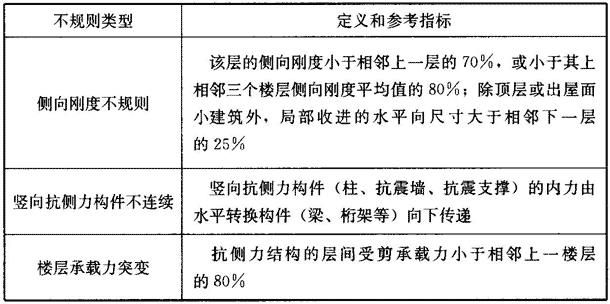 不规则类型
定义和参考指标
侧向刚度不规则
该层的侧向刚度小于相邻上一层的70%，或小于其上
相邻三个楼层侧向刚度平均值的80%；除顶层或出屋面
小建筑外，局部收进的水平向尺寸大于相邻下一层
的25%
竖向抗侧力构件不连续
竖向抗侧力构件（柱、抗震墙、抗震支撑）的内力由
水平转换构件（梁、桁架等）向下传递
楼层承载力突变
抗侧力结构的层间受剪承载力小于相邻上一楼层
的80%